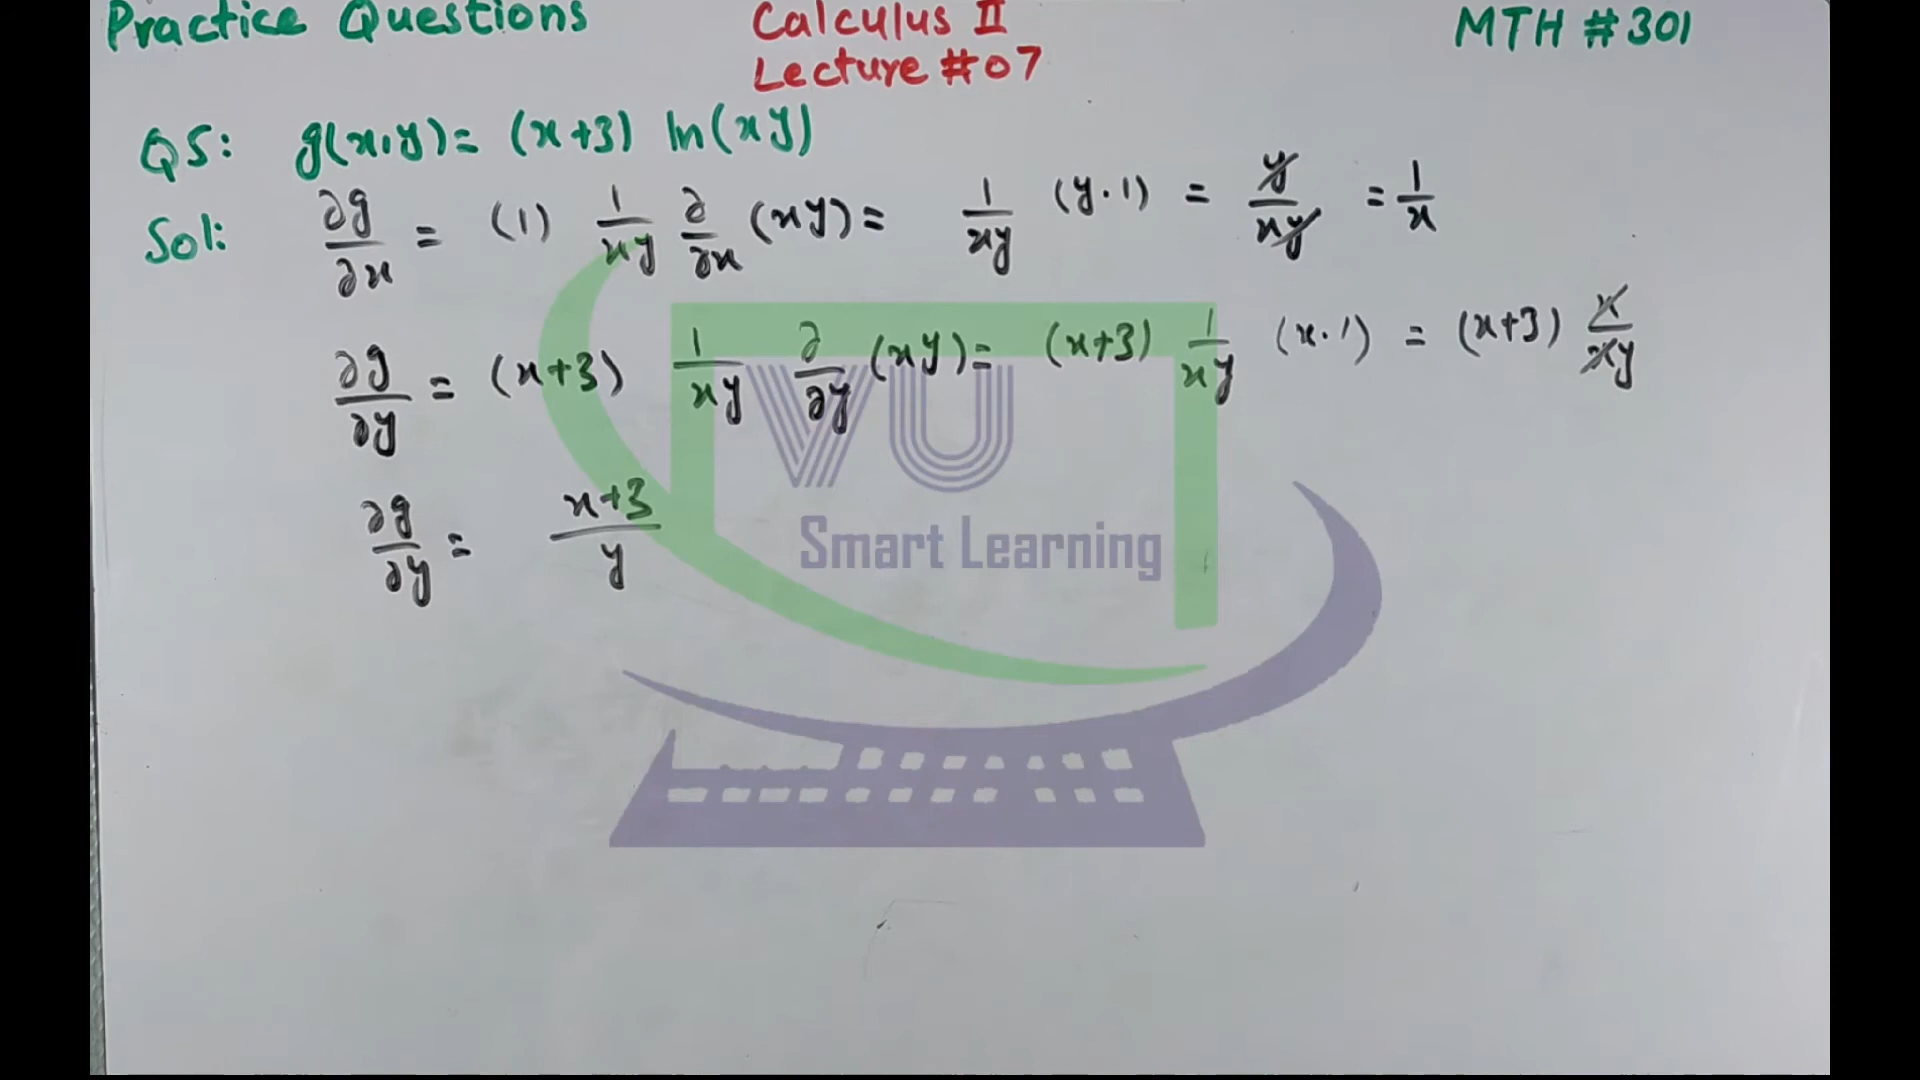 Practice Questions Calculus II MTH #301
Lecture #07
Q5: g(x,y)= (x+3) ln(xy)
Sol: ∂g/∂x = (1) 1/xy ∂/∂x (xy) = 1/xy (y.1) = y/xy = 1/x
∂g/∂y = (x+3) 1/xy ∂/∂y (xy) = (x+3) 1/xy (x.1) = (x+3) x/xy
∂g/∂y = x+3/y
VU
Smart Learning